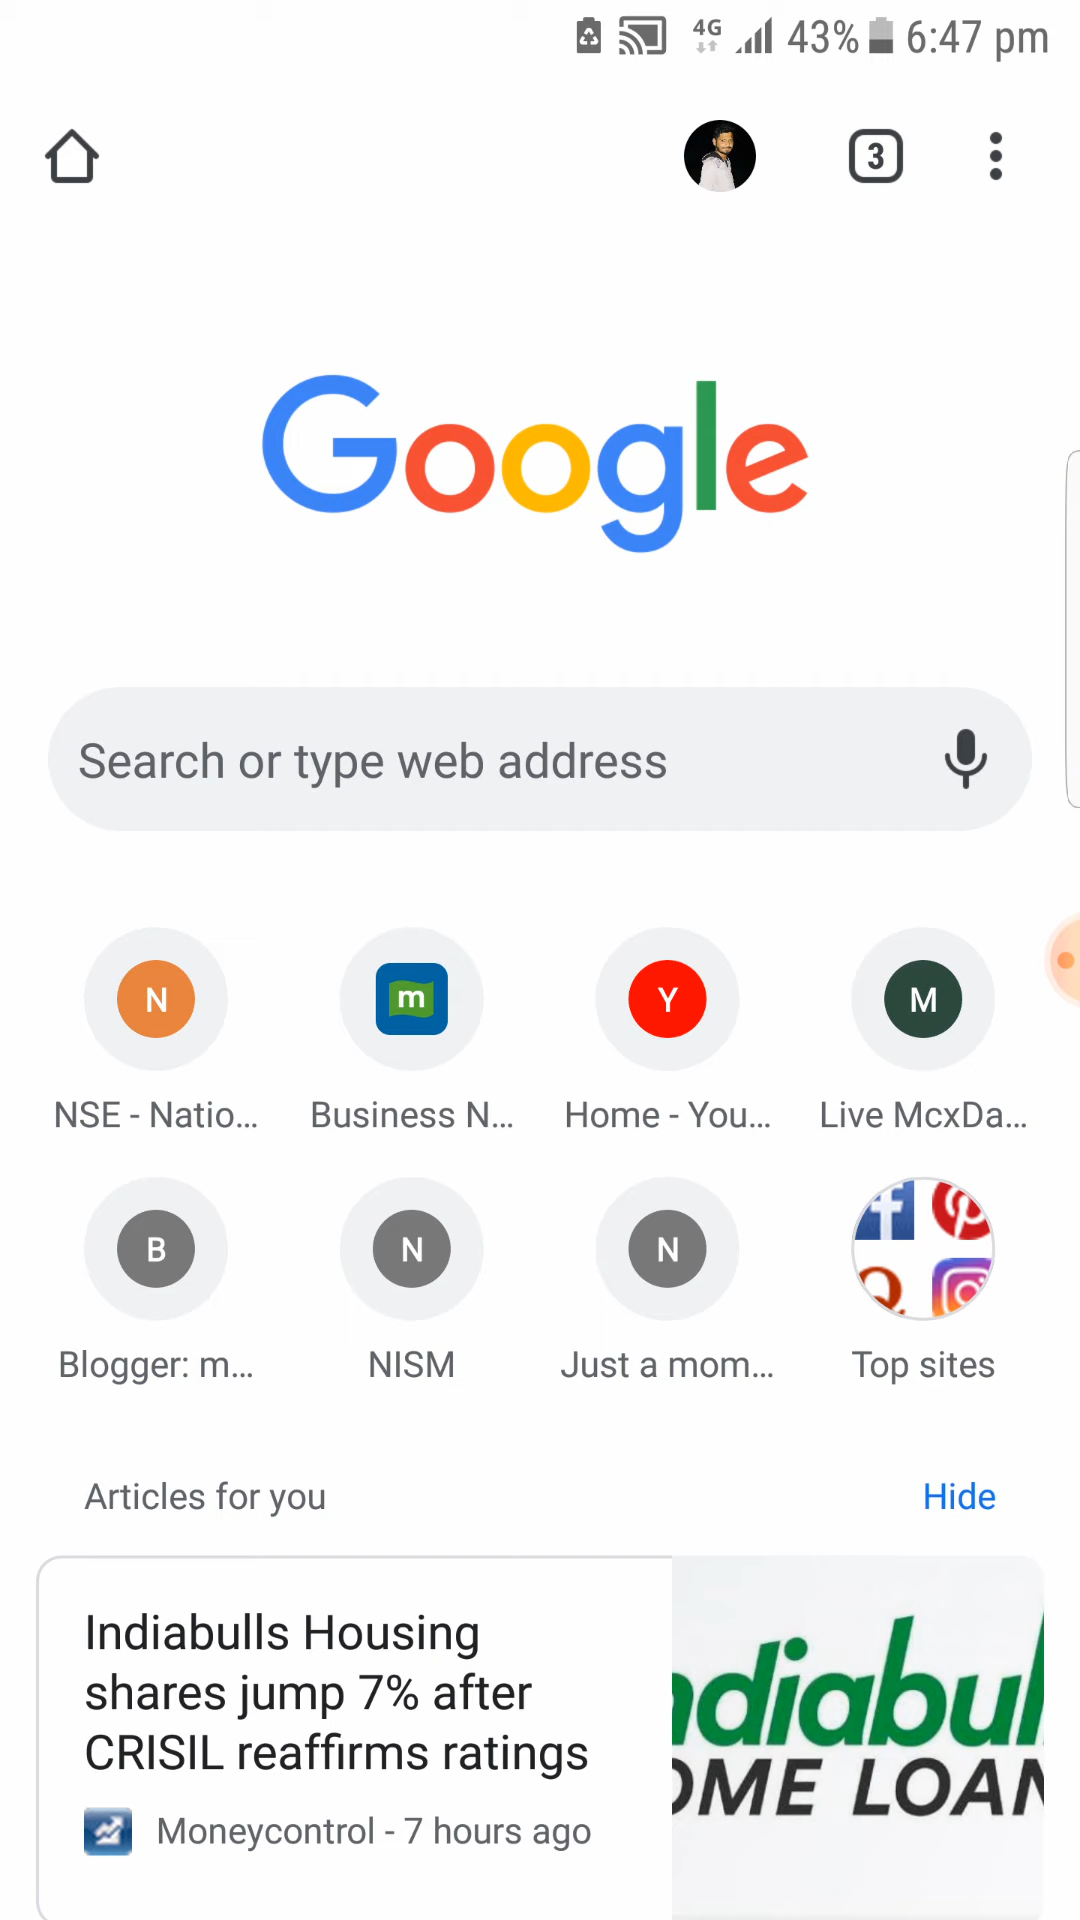 4G 43% 6:47 pm
3
Google
Search or type web address
N m Y M
NSE - Natio... Business N... Home - You... Live McxDa...
B N N
Blogger: m... NISM Just a mom... Top sites
Articles for you Hide
Indiabulls Housing
shares jump 7% after
CRISIL reaffirms ratings
Moneycontrol - 7 hours ago
ndiabul
OME LOAN